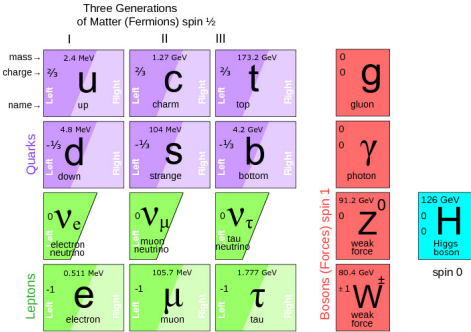 Three Generations
of Matter (Fermions) spin ½
I II III
mass→ 2.4 MeV 1.27 GeV 173.2 GeV 0
charge→ ⅔ ⅔ ⅔ 0
u c t g
Left Right Left Right Left Right
name→ up charm top gluon
Quarks
4.8 MeV 104 MeV 4.2 GeV 0
-⅓ -⅓ -⅓ 0
d s b γ
Left Right Left Right Left Right
down strange bottom photon
Bosons (Forces) spin 1
91.2 GeV 126 GeV
0 0 0 0 0
νe νμ ντ Z0 H
0
Left Left Left
electron neutrino muon neutrino tau neutrino weak force Higgs boson
spin 0
Leptons
0.511 MeV 105.7 MeV 1.777 GeV 80.4 GeV
-1 -1 -1 ±1
e μ τ W±
Left Right Left Right Left Right
electron muon tau weak force